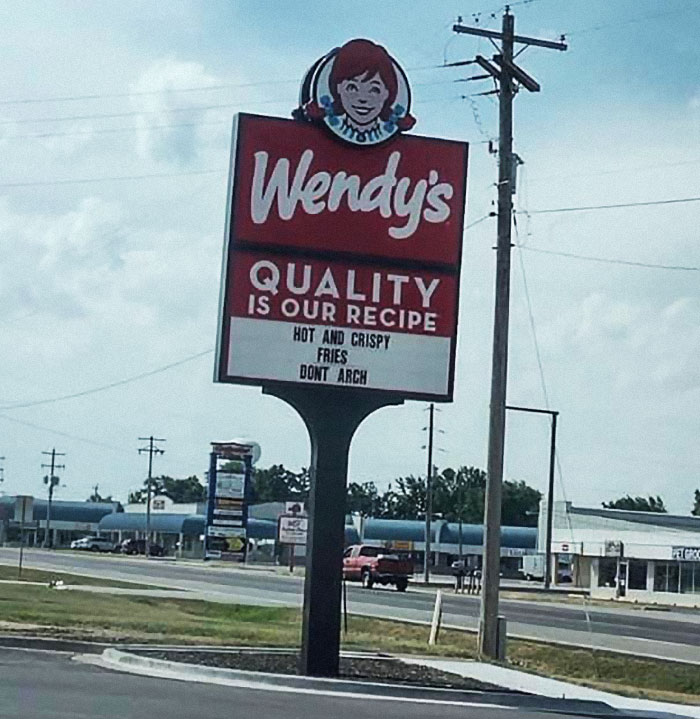 Wendy's
QUALITY
IS OUR RECIPE
HOT AND CRISPY
FRIES
DONT ARCH